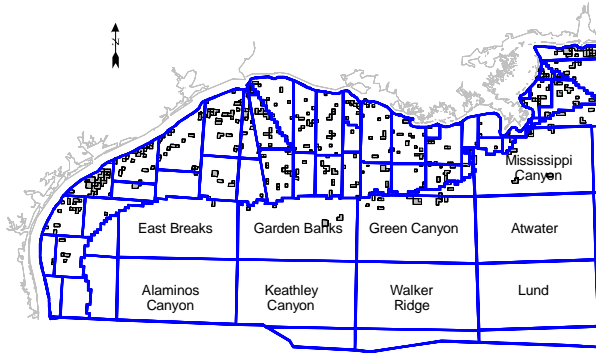 N
Mississippi
Canyon
East Breaks
Garden Banks
Green Canyon
Atwater
Alaminos
Canyon
Keathley
Canyon
Walker
Ridge
Lund